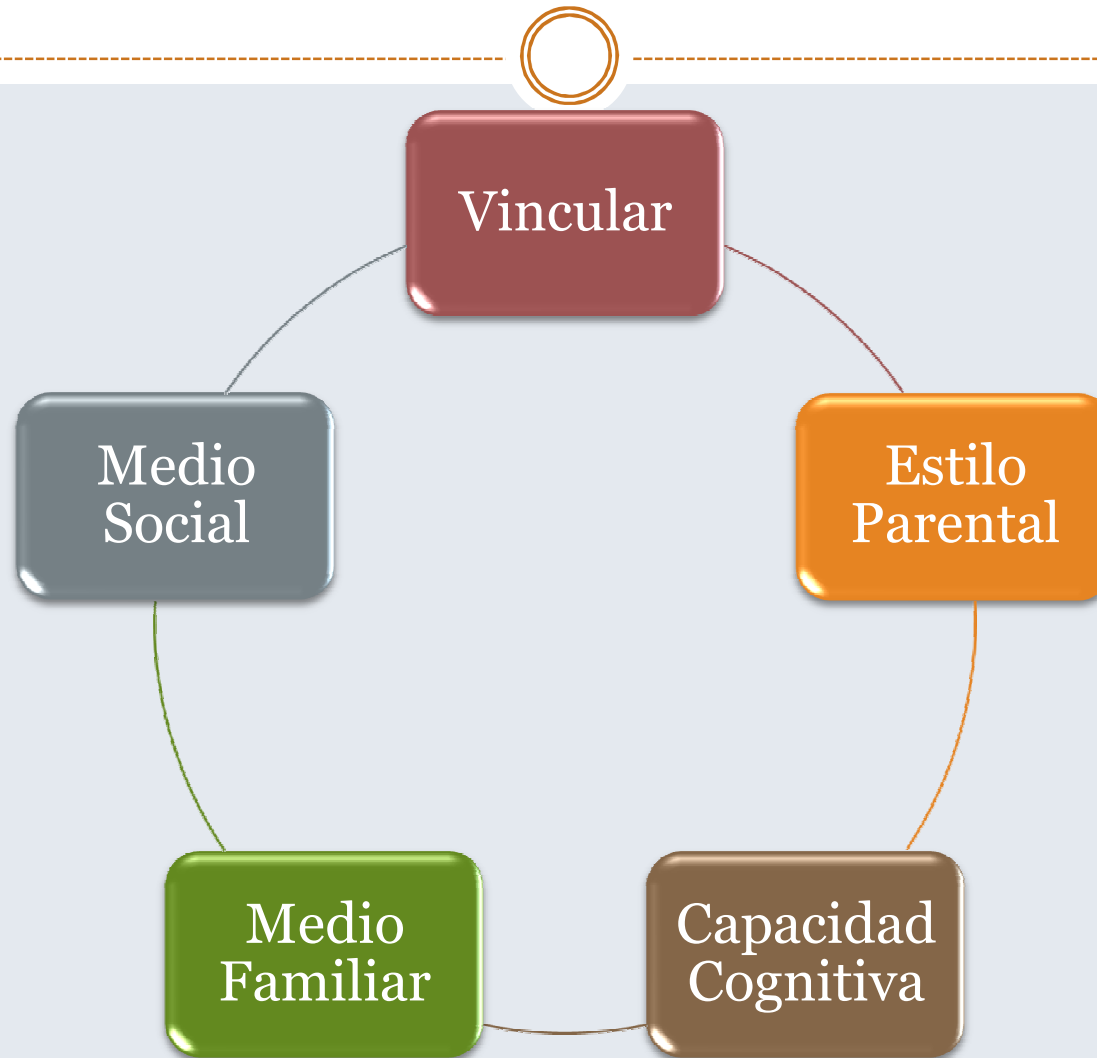 Vincular
Estilo
Parental
Capacidad
Cognitiva
Medio
Familiar
Medio
Social